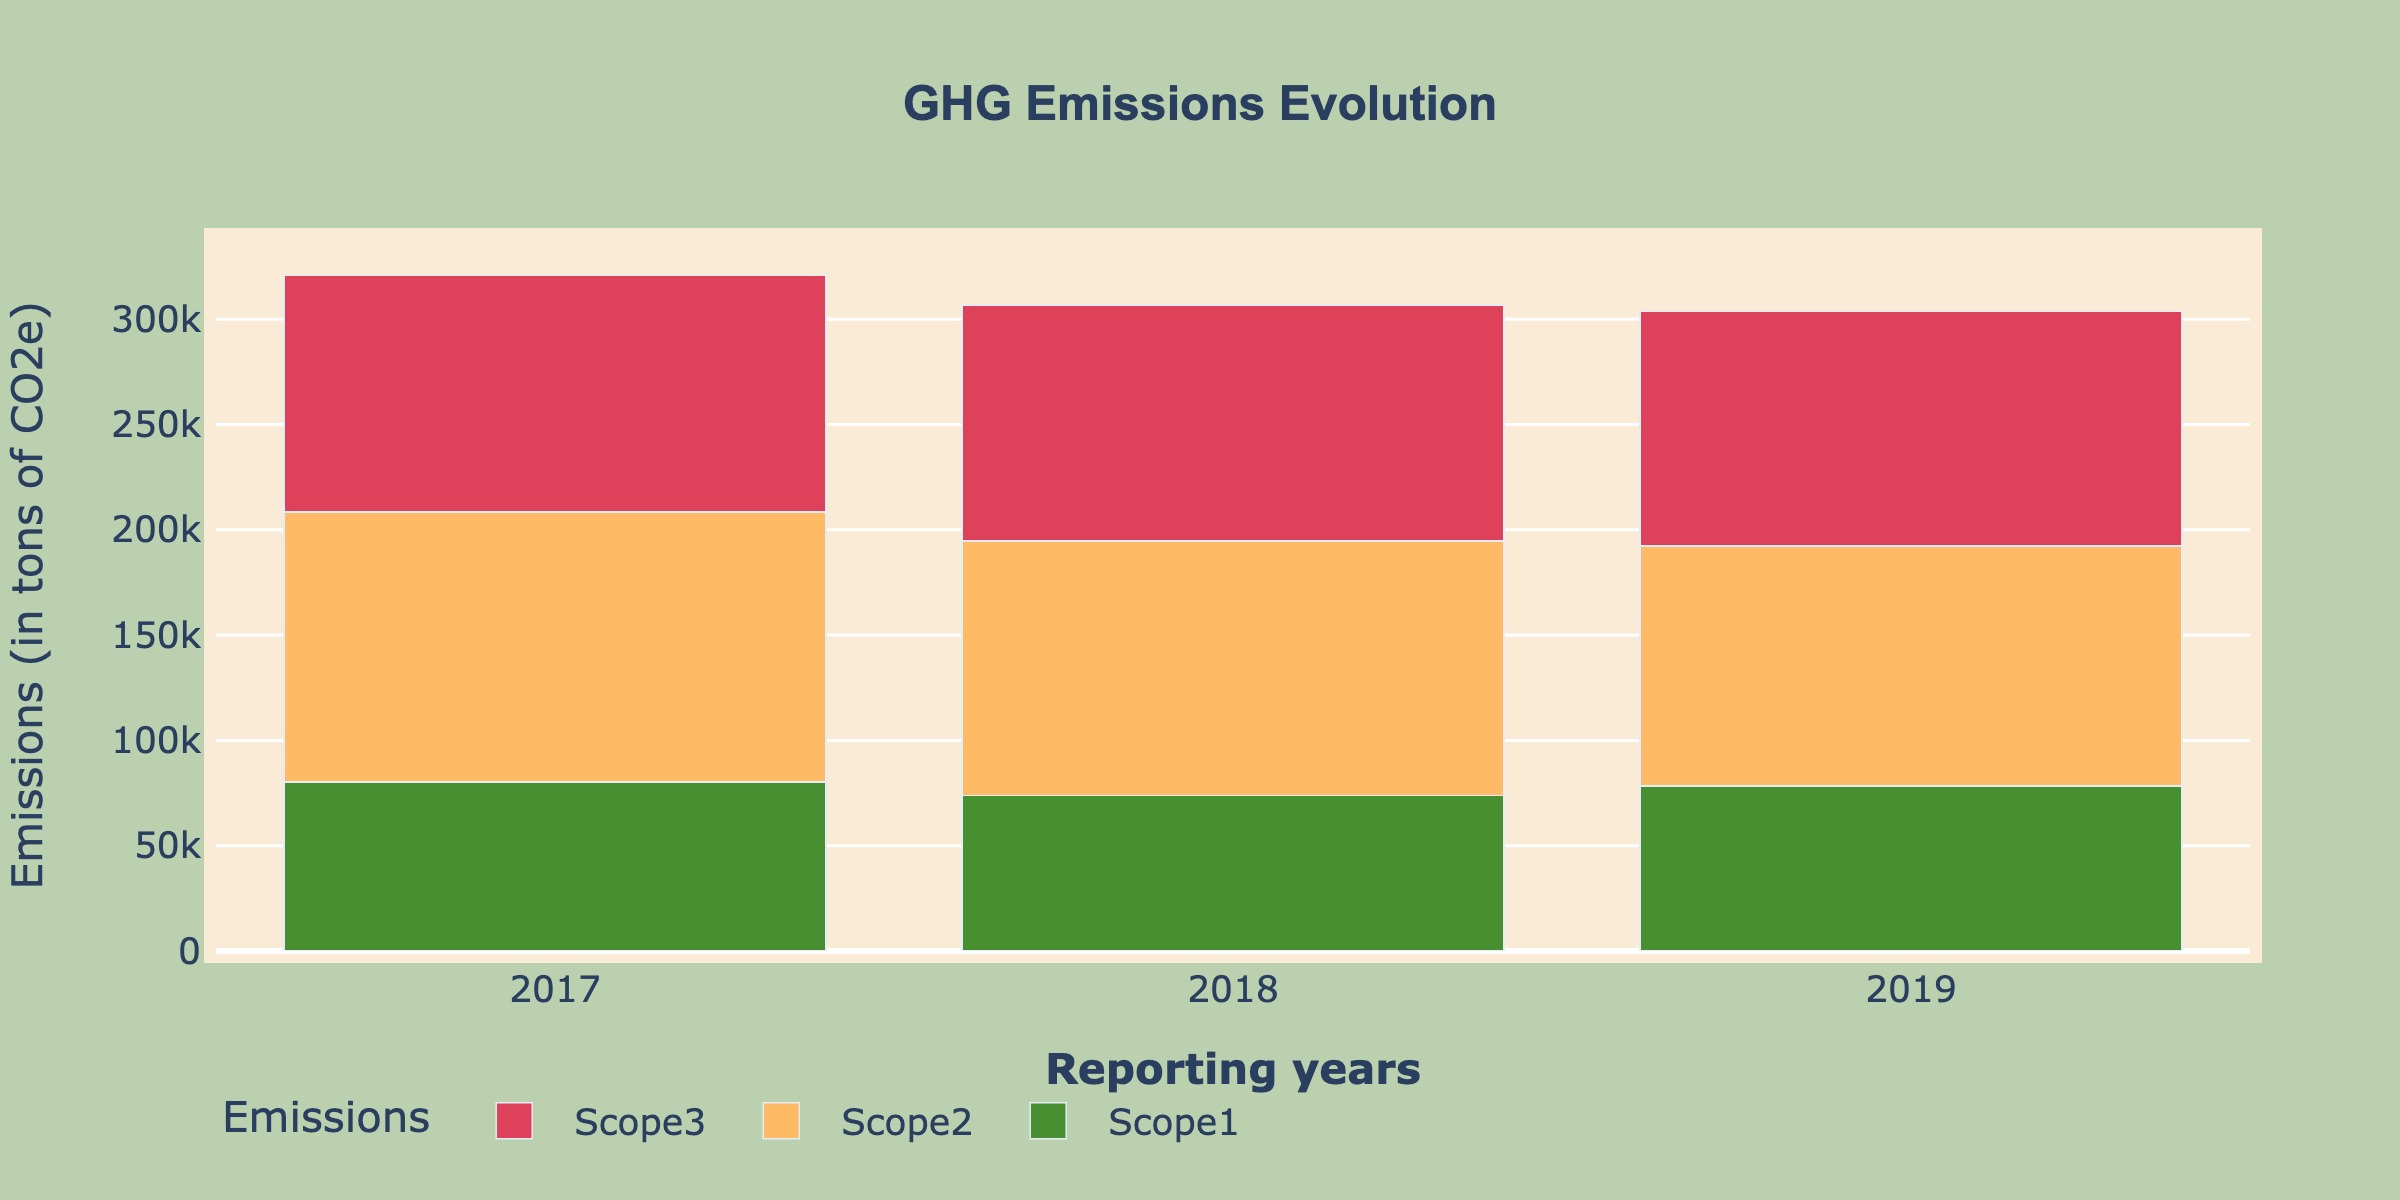 GHG Emissions Evolution
Emissions (in tons of CO2e)
300k
250k
200k
150k
100k
50k
0
2017 2018 2019
Reporting years
Emissions Scope3 Scope2 Scope1